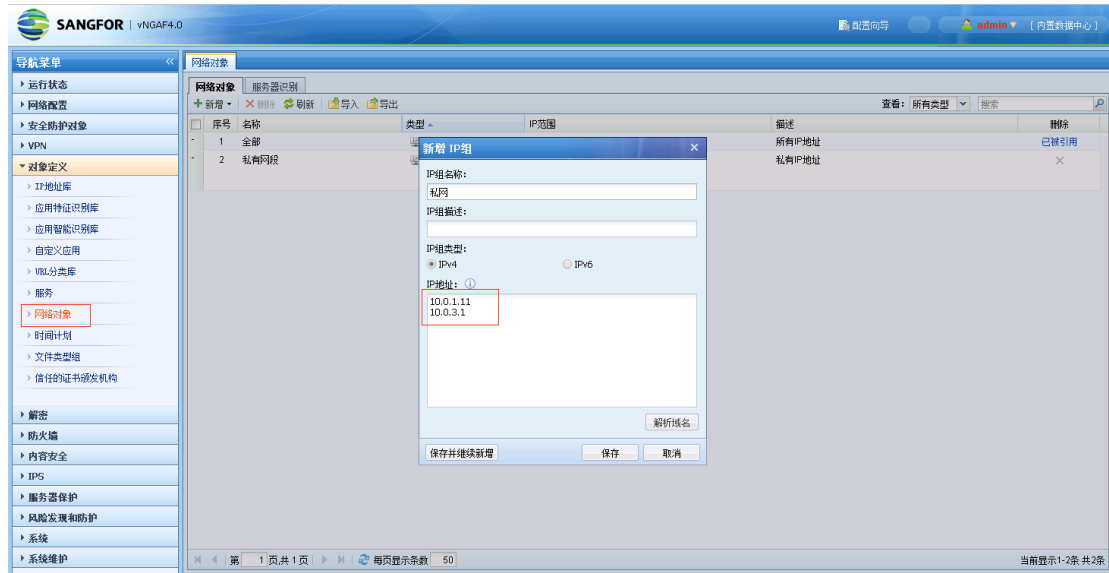 SANGFOR | vNGAF4.0
配置向导
admin
[内置数据中心]
导航菜单
网络对象
运行状态
网络配置
安全防护对象
VPN
对象定义
IP地址库
应用特征识别库
应用智能识别库
自定义应用
URL分类库
服务
网络对象
时间计划
文件类型组
信任的证书颁发机构
解密
防火墙
内容安全
IPS
服务器保护
风险发现和防护
系统
系统维护
网络对象 服务器识别
新增 删除 刷新 导入 导出
查看: 所有类型 搜索
序号 名称 类型 IP范围 描述 删除
1 全部 所有IP地址 已被引用
2 私有网段 私有IP地址
新增 IP组
IP组名称:
私网
IP组描述:
IP组类型:
IPv4 IPv6
IP地址:
10.0.1.11
10.0.3.1
解析域名
保存并继续新增 保存 取消
第 1 页,共 1 页 每页显示条数 50
当前显示1-2条 共2条